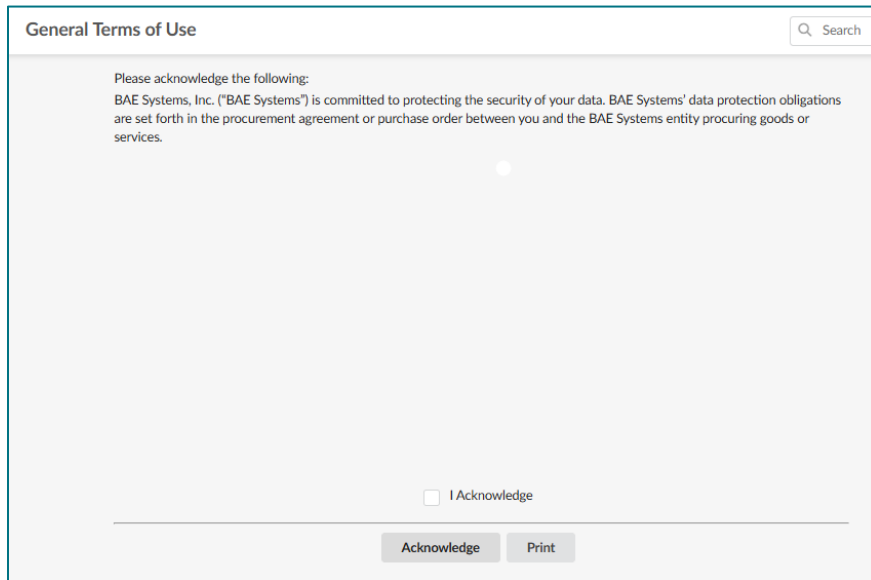 General Terms of Use
Search
Please acknowledge the following:
BAE Systems, Inc. (“BAE Systems”) is committed to protecting the security of your data. BAE Systems’ data protection obligations
are set forth in the procurement agreement or purchase order between you and the BAE Systems entity procuring goods or
services.
I Acknowledge
Acknowledge
Print